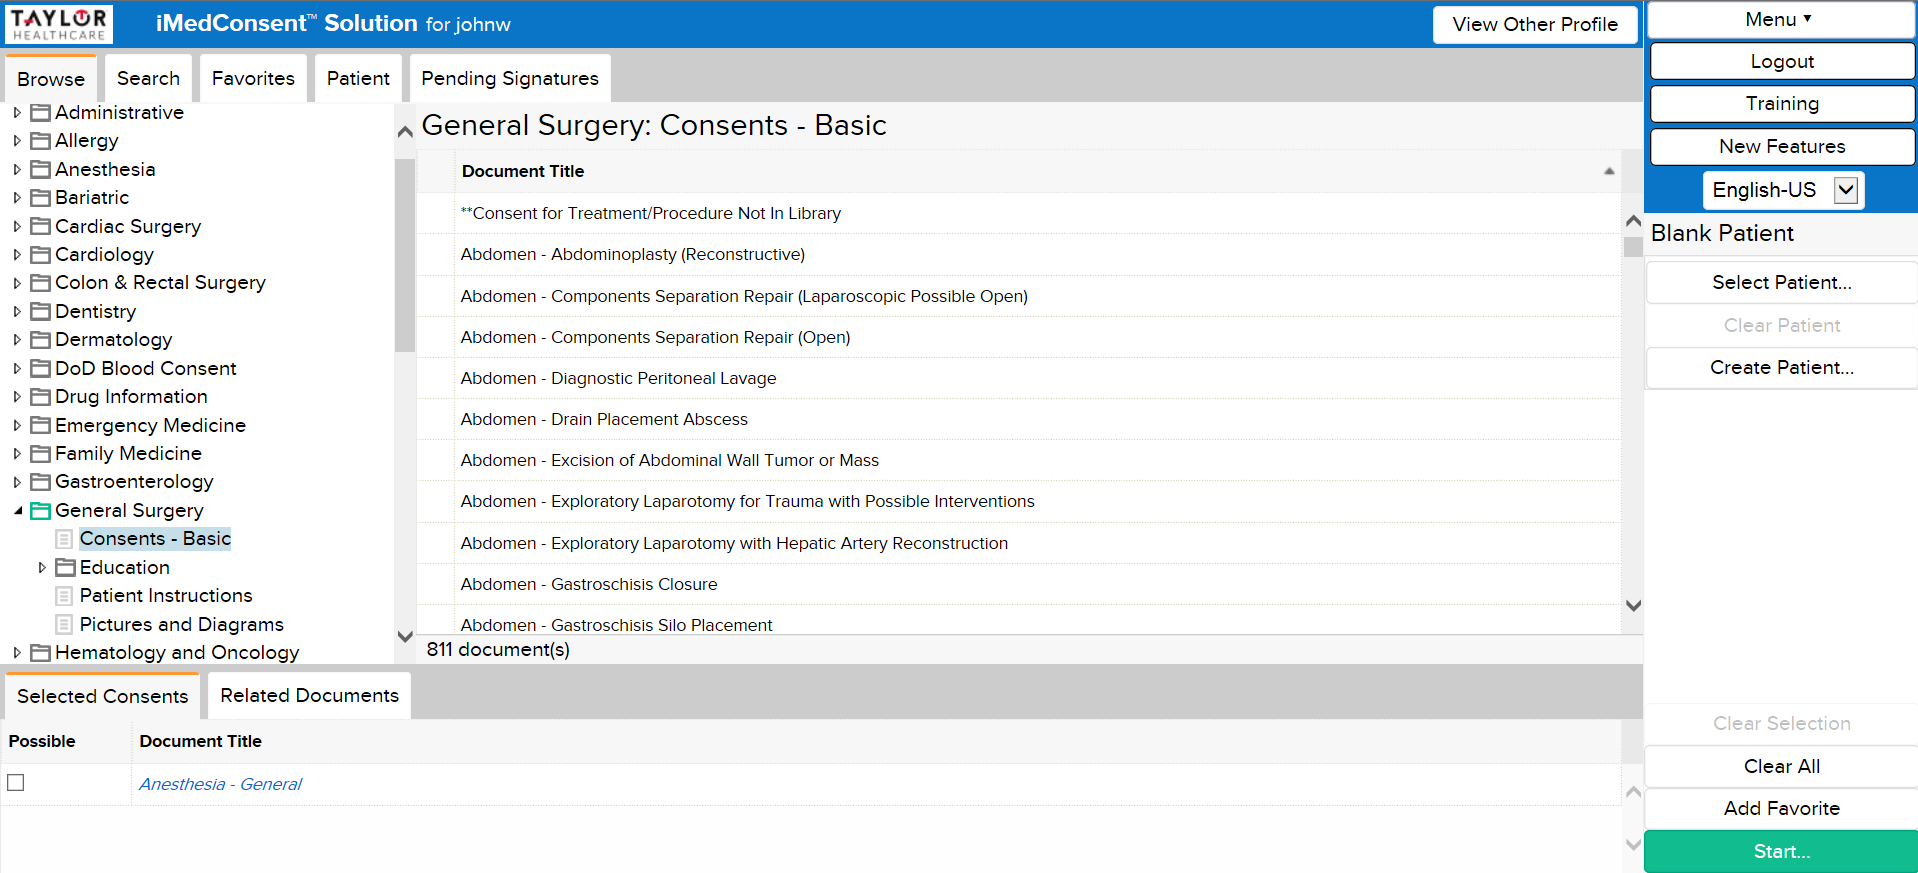 TAYLOR
HEALTHCARE
iMedConsent™ Solution for johnw
View Other Profile
Menu ▼
Logout
Training
New Features
English-US
Browse
Search
Favorites
Patient
Pending Signatures
Administrative
Allergy
Anesthesia
Bariatric
Cardiac Surgery
Cardiology
Colon & Rectal Surgery
Dentistry
Dermatology
DoD Blood Consent
Drug Information
Emergency Medicine
Family Medicine
Gastroenterology
General Surgery
Consents - Basic
Education
Patient Instructions
Pictures and Diagrams
Hematology and Oncology
General Surgery: Consents - Basic
Document Title
**Consent for Treatment/Procedure Not In Library
Abdomen - Abdominoplasty (Reconstructive)
Abdomen - Components Separation Repair (Laparoscopic Possible Open)
Abdomen - Components Separation Repair (Open)
Abdomen - Diagnostic Peritoneal Lavage
Abdomen - Drain Placement Abscess
Abdomen - Excision of Abdominal Wall Tumor or Mass
Abdomen - Exploratory Laparotomy for Trauma with Possible Interventions
Abdomen - Exploratory Laparotomy with Hepatic Artery Reconstruction
Abdomen - Gastroschisis Closure
Abdomen - Gastroschisis Silo Placement
811 document(s)
Blank Patient
Select Patient...
Clear Patient
Create Patient...
Selected Consents
Related Documents
Possible
Document Title
Anesthesia - General
Clear Selection
Clear All
Add Favorite
Start...